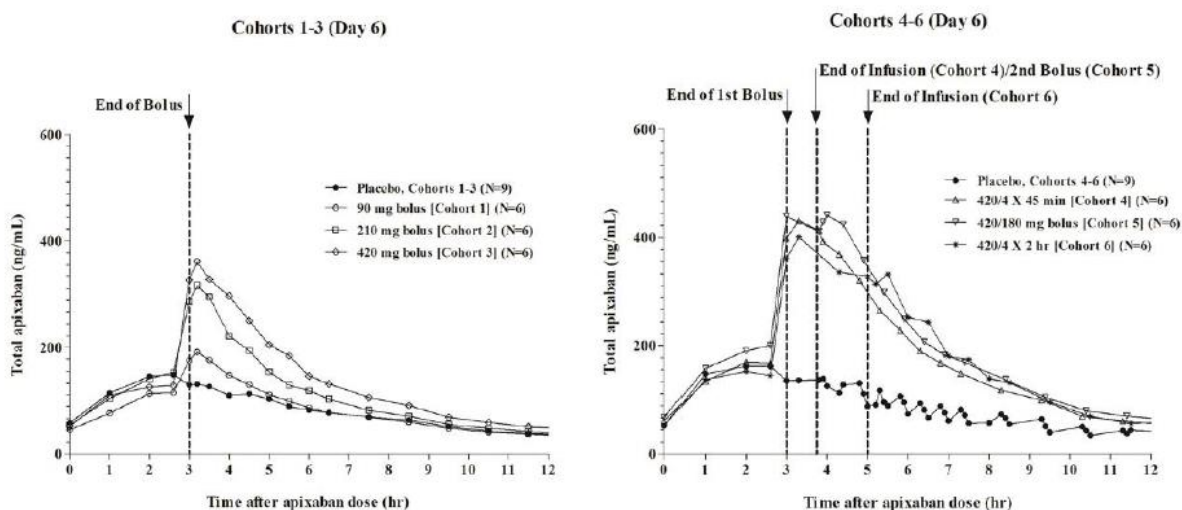 Cohorts 1-3 (Day 6)
End of Bolus
600
400
200
0
Total apixaban (ng/mL)
Placebo, Cohorts 1-3 (N=9)
90 mg bolus [Cohort 1] (N=6)
210 mg bolus [Cohort 2] (N=6)
420 mg bolus [Cohort 3] (N=6)
0 1 2 3 4 5 6 7 8 9 10 11 12
Time after apixaban dose (hr)
Cohorts 4-6 (Day 6)
End of Infusion (Cohort 4)/2nd Bolus (Cohort 5)
End of 1st Bolus
End of Infusion (Cohort 6)
600
400
200
0
Total apixaban (ng/mL)
Placebo, Cohorts 4-6 (N=9)
420/4 X 45 min [Cohort 4] (N=6)
420/180 mg bolus [Cohort 5] (N=6)
420/4 X 2 hr [Cohort 6] (N=6)
0 1 2 3 4 5 6 7 8 9 10 11 12
Time after apixaban dose (hr)